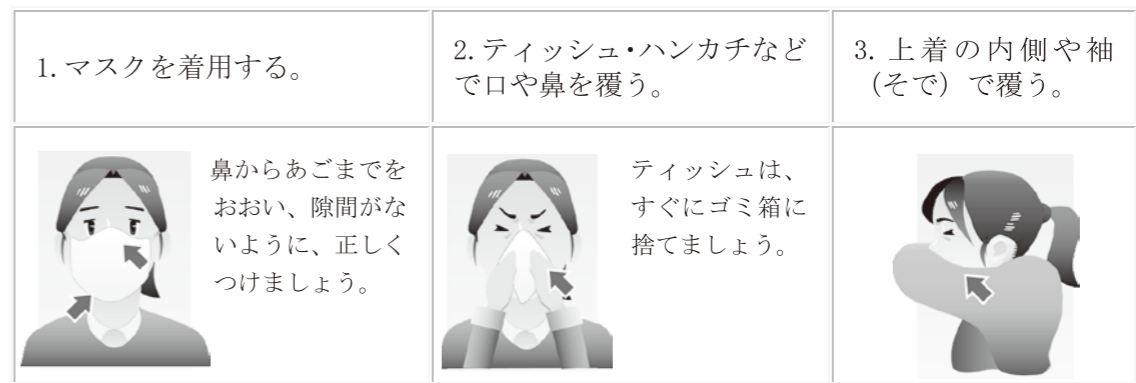 1.マスクを着用する。
2.ティッシュ・ハンカチなど
で口や鼻を覆う。
3.上着の内側や袖
（そで）で覆う。
鼻からあごまでを
おおい、隙間がな
いように、正しく
つけましょう。
ティッシュは、
すぐにゴミ箱に
捨てましょう。